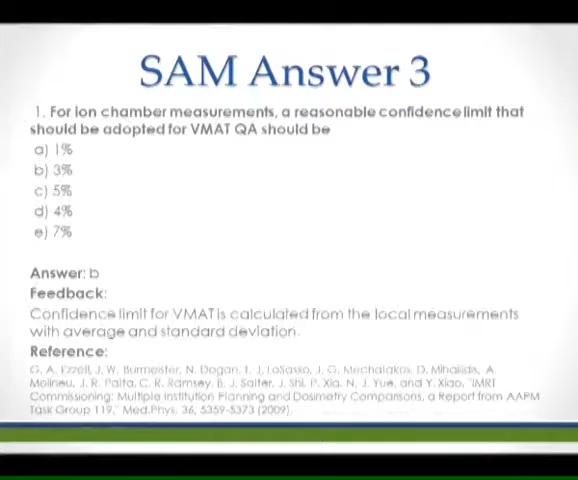 SAM Answer 3
1. For ion chamber measurements, a reasonable confidence limit that
should be adopted for VMAT QA should be
a) 1%
b) 3%
c) 5%
d) 4%
e) 7%
Answer: b
Feedback:
Confidence limit for VMAT is calculated from the local measurements
with average and standard deviation.
Reference:
G. A. Ezzell, J. W. Burmeister, N. Dogan, T. J. LoSasso, J. G. Mechalakos, D. Mihailidis, A.
Molineu, J. R. Palta, C. R. Ramsey, B. J. Salter, J. Shi, P. Xia, N. J. Yue, and Y. Xiao, "IMRT
Commissioning: Multiple Institution Planning and Dosimetry Comparisons, a Report from AAPM
Task Group 119," Med.Phys. 36, 5359-5373 (2009).